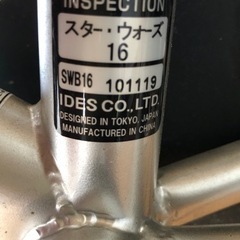 INSPECTION
スター・ウォーズ
16
SWB16 101119
IDES CO., LTD.
DESIGNED IN TOKYO, JAPAN
MANUFACTURED
MADE IN CHINA